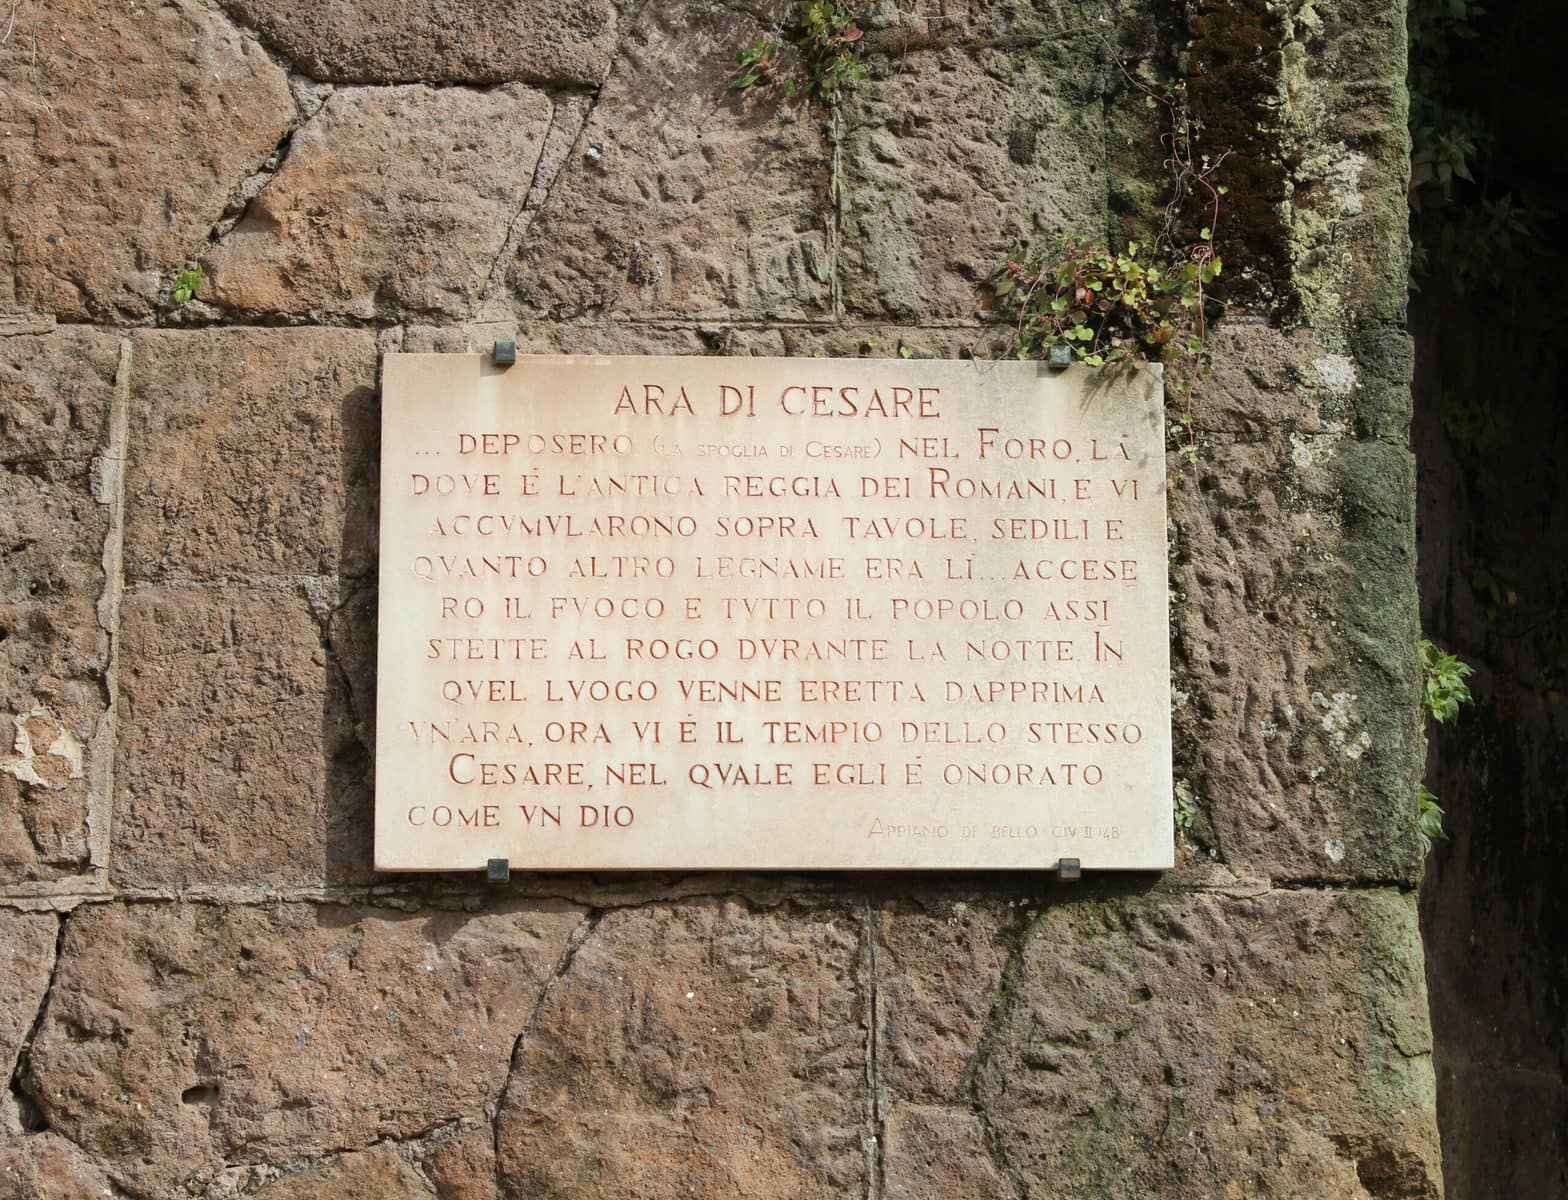 ARA DI CESARE
... DEPOSERO (LA SPOGLIA DI CESARE) NEL FORO, LÀ
DOVE É L'ANTICA REGGIA DEI ROMANI, E VI
ACCVMVLARONO SOPRA TAVOLE, SEDILI E
QVANTO ALTRO LEGNAME ERA LÌ... ACCESE
RO IL FVOCO E TVTTO IL POPOLO ASSI
STETTE AL ROGO DVRANTE LA NOTTE. IN
QVEL LVOGO VENNE ERETTA DAPPRIMA
VN'ARA, ORA VI É IL TEMPIO DELLO STESSO
CESARE, NEL QVALE EGLI É ONORATO
COME VN DIO
APPIANO DE BELLO CIV. II. 148